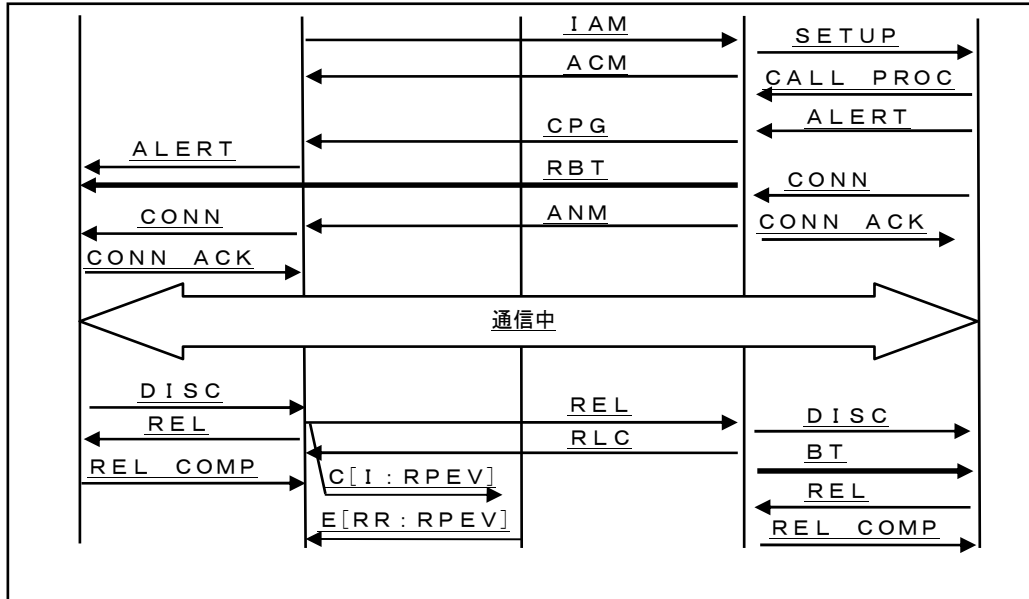 IAM
SETUP
ACM
CALL PROC
ALERT
CPG
ALERT
RBT
CONN
CONN
ANM
CONN ACK
CONN ACK
通信中
DISC
REL
DISC
REL
RLC
BT
REL COMP
C[I:RPEV]
REL
E[RR:RPEV]
REL COMP